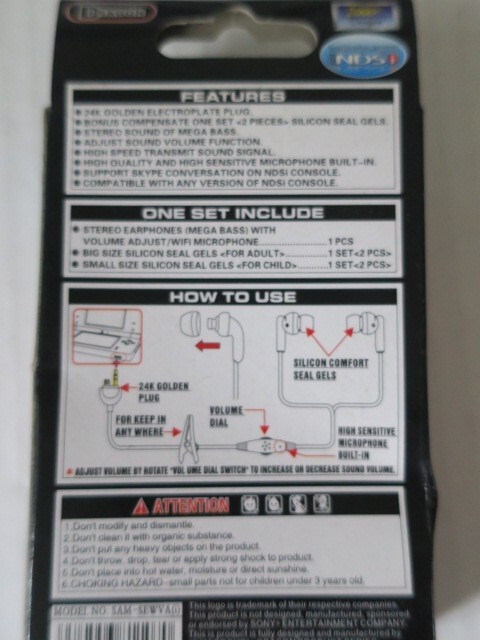 NDSi
FEATURES
24K GOLDEN ELECTROPLATE PLUG.
BONUS COMPENSATE ONE SET <2 PIECES> SILICON SEAL GELS.
STEREO SOUND OF MEGA BASS.
ADJUST SOUND VOLUME FUNCTION.
HIGH SPEED TRANSMIT SOUND SIGNAL.
HIGH QUALITY AND HIGH SENSITIVE MICROPHONE BUILT-IN.
SUPPORT SKYPE CONVERSATION ON NDSi CONSOLE.
COMPATIBLE WITH ANY VERSION OF NDSi CONSOLE.
ONE SET INCLUDE
STEREO EARPHONES (MEGA BASS) WITH
VOLUME ADJUST/WIFI MICROPHONE...................1 PCS
BIG SIZE SILICON SEAL GELS <FOR ADULT>...........1 SET<2 PCS>
SMALL SIZE SILICON SEAL GELS <FOR CHILD>...........1 SET<2 PCS>
HOW TO USE
SILICON COMFORT
SEAL GELS
24K GOLDEN
PLUG
FOR KEEP IN
ANY WHERE
VOLUME
DIAL
HIGH SENSITIVE
MICROPHONE
BUILT-IN
* ADJUST VOLUME BY ROTATE "VOL UME DIAL SWITCH" TO INCREASE OR DECREASE SOUND VOLUME.
ATTENTION
1.Don't modify and dismantle.
2.Don't clean it with organic substance.
3.Don't put any heavy objects on the product.
4.Don't throw, drop, tear or apply strong shock to product.
5.Don't place into hot water, moisture or direct sunshine.
6.CHOKING HAZARD-small parts not for children under 3 years old.
MODEL NO.
This logo is trademark of their respective companies.
This product is not designed, manufactured, sponsored,
or endorsed by SONY ENTERTAINMENT COMPANY.
This product is fully designed and manufactured by